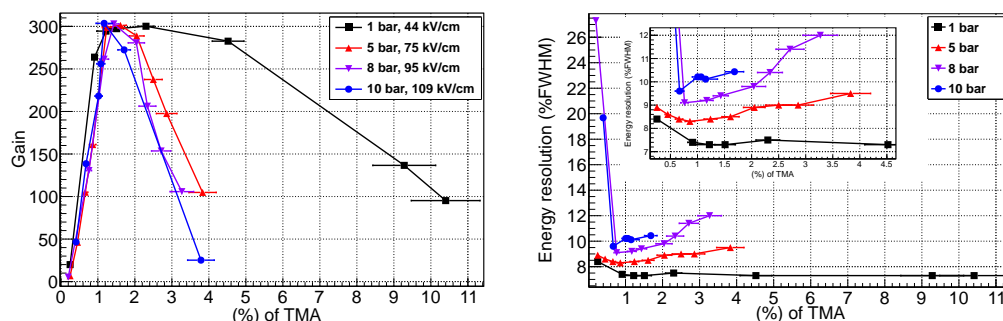 300
250
200
150
100
50
0
Gain
0 1 2 3 4 5 6 7 8 9 10 11
(%) of TMA
1 bar, 44 kV/cm
5 bar, 75 kV/cm
8 bar, 95 kV/cm
10 bar, 109 kV/cm
26
24
22
20
18
16
14
12
10
8
Energy resolution (%FWHM)
1 2 3 4 5 6 7 8 9 10 11
(%) of TMA
12
11
10
9
8
7
Energy resolution (%FWHM)
0.5 1 1.5 2 2.5 3 3.5 4 4.5
(%) of TMA
1 bar
5 bar
8 bar
10 bar